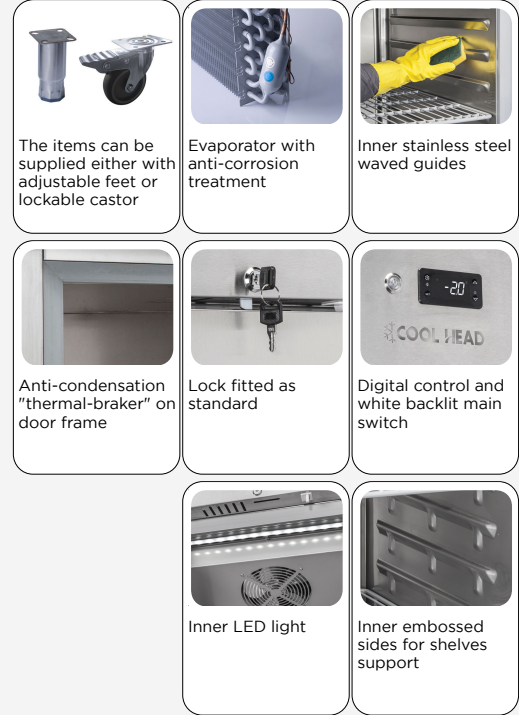 The items can be
supplied either with
adjustable feet or
lockable castor
Evaporator with
anti-corrosion
treatment
Inner stainless steel
waved guides
-20
COOL HEAD
Anti-condensation
"thermal-braker" on
door frame
Lock fitted as
standard
Digital control and
white backlit main
switch
Inner LED light
Inner embossed
sides for shelves
support